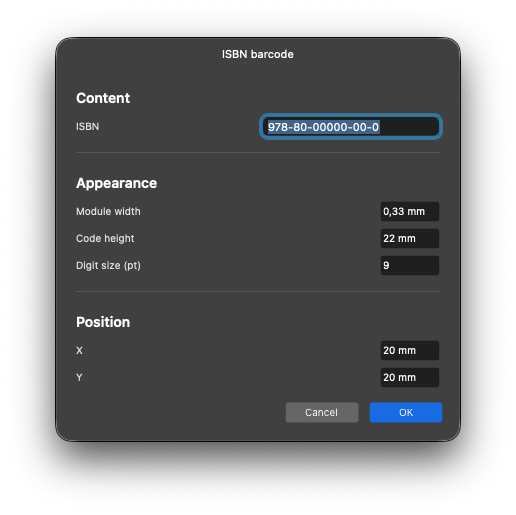 ISBN barcode
Content
ISBN 978-80-00000-00-0
Appearance
Module width 0,33 mm
Code height 22 mm
Digit size (pt) 9
Position
X 20 mm
Y 20 mm
Cancel OK